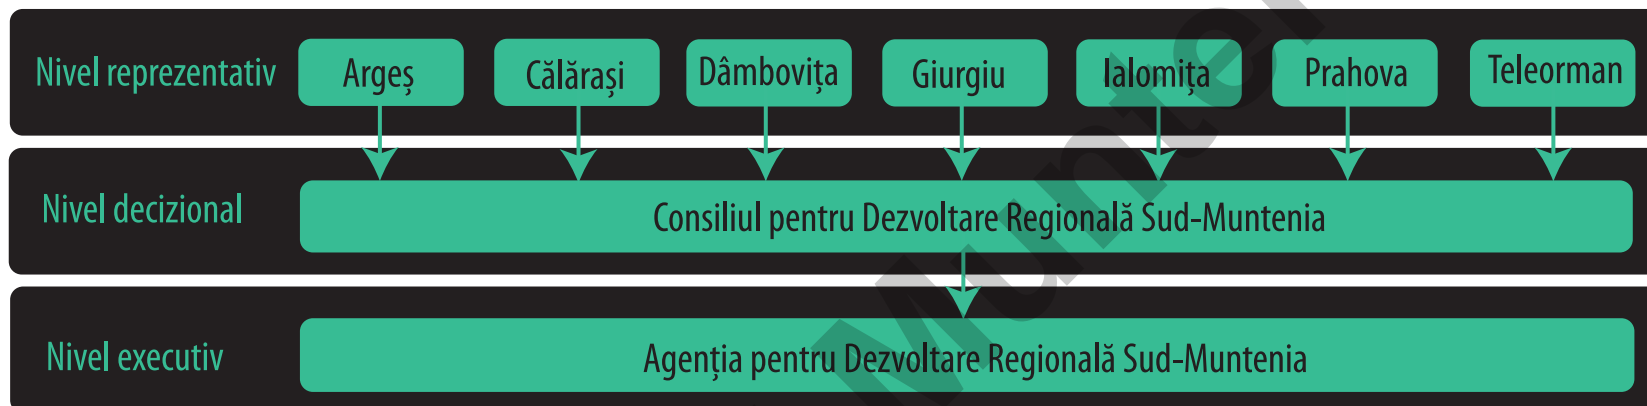 Nivel reprezentativ
Argeș
Călărași
Dâmbovița
Giurgiu
Ialomița
Prahova
Teleorman
Nivel decizional
Consiliul pentru Dezvoltare Regională Sud-Muntenia
Nivel executiv
Agenția pentru Dezvoltare Regională Sud-Muntenia